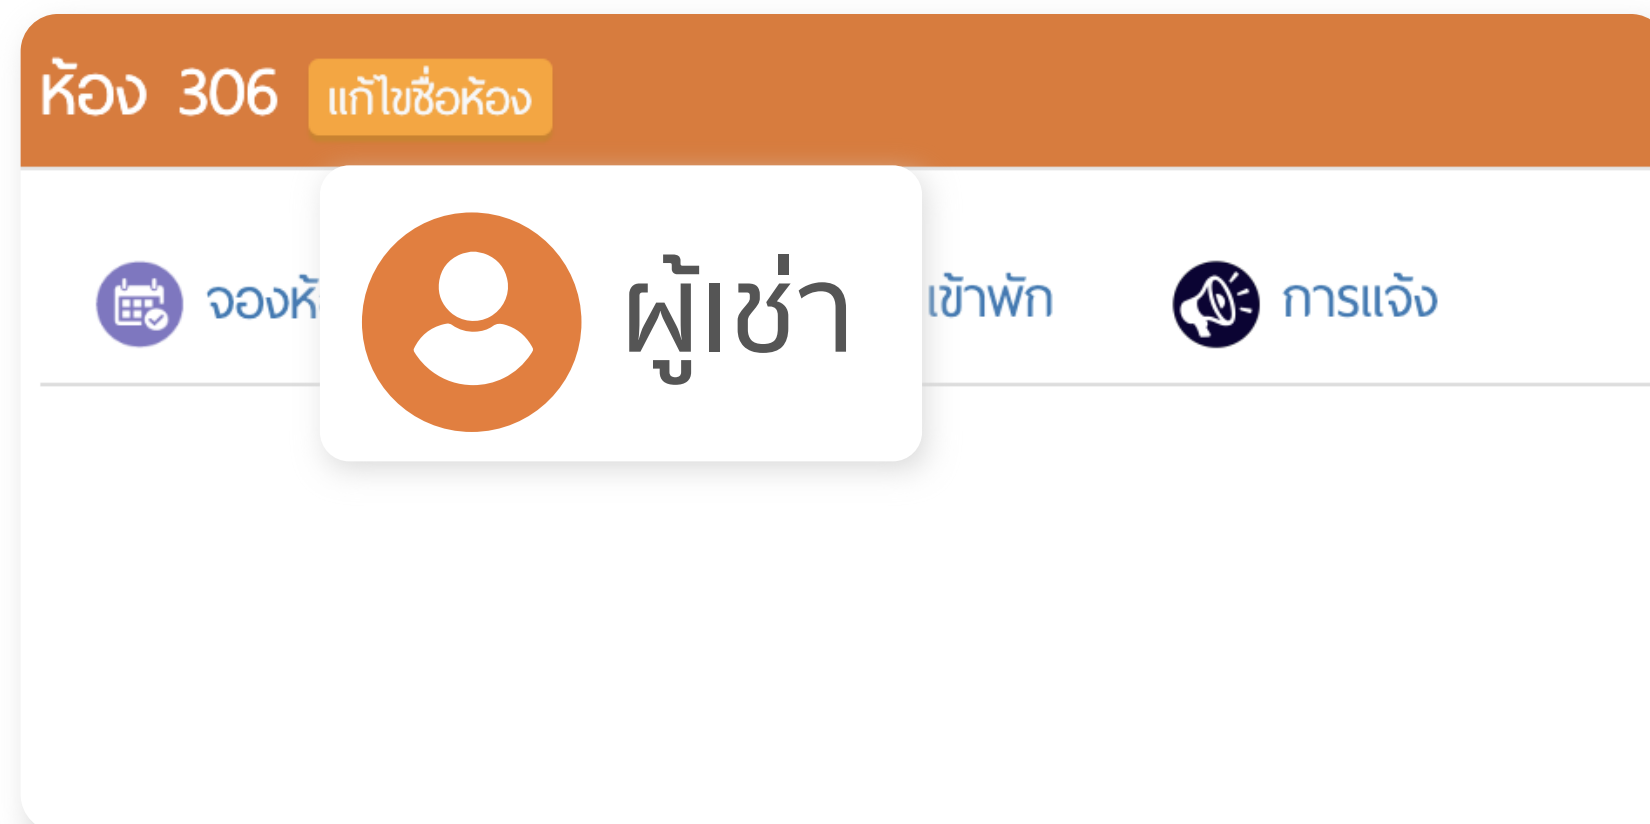 ห้อง 306 แก้ไขชื่อห้อง
ผู้เช่า เข้าพัก การแจ้ง